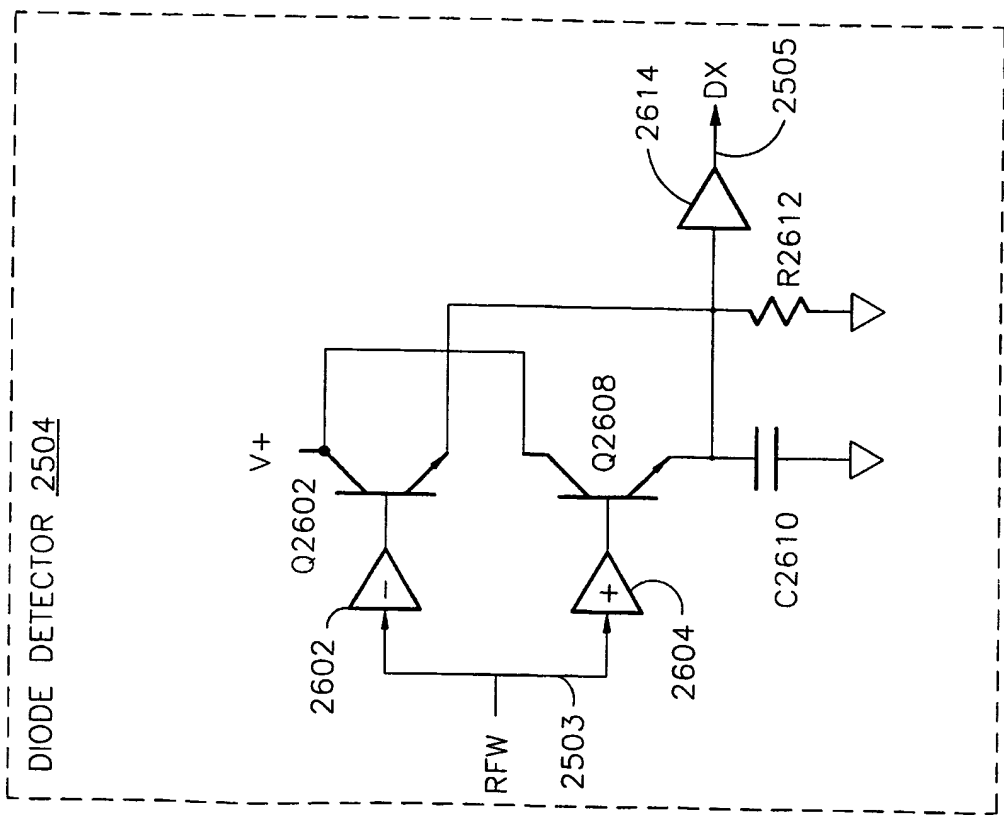 DIODE DETECTOR 2504
V+
Q2602
2602
−
RFW
2503
+
2604
Q2608
C2610
R2612
2614
DX
2505